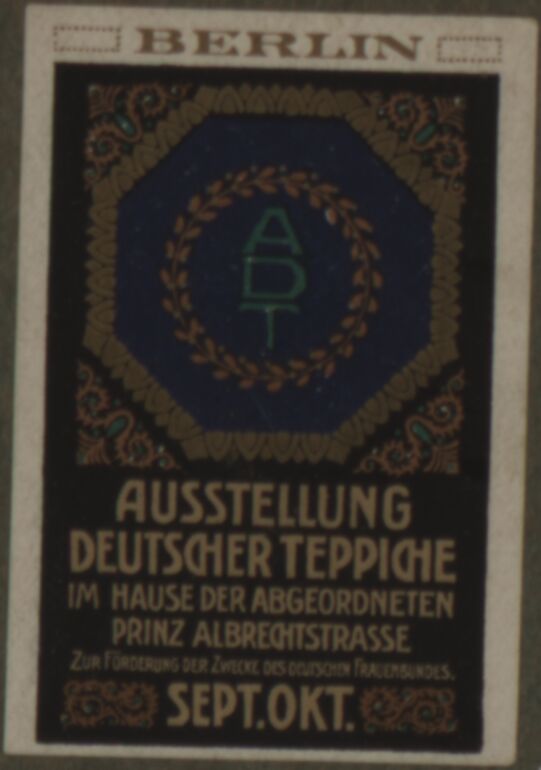 BERLIN
A
D
T
AUSSTELLUNG
DEUTSCHER TEPPICHE
IM HAUSE DER ABGEORDNETEN
PRINZ ALBRECHTSTRASSE
ZUR FÖRDERUNG DER ZWECKE DES DEUTSCHEN FRAUENBUNDES.
SEPT. OKT.